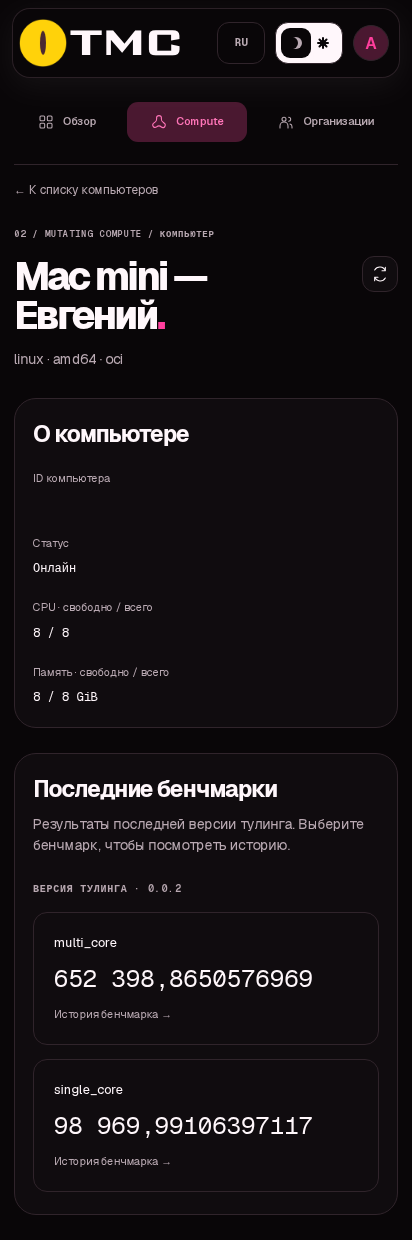 TMC
RU
A
Обзор
Compute
Организации
← К списку компьютеров
02 / MUTATING COMPUTE / КОМПЬЮТЕР
Mac mini —
Евгений.
linux · amd64 · oci
О компьютере
ID компьютера
Статус
Онлайн
CPU · свободно / всего
8 / 8
Память · свободно / всего
8 / 8 GiB
Последние бенчмарки
Результаты последней версии тулинга. Выберите
бенчмарк, чтобы посмотреть историю.
ВЕРСИЯ ТУЛИНГА · 0.0.2
multi_core
652 398,8650576969
История бенчмарка →
single_core
98 969,99106397117
История бенчмарка →